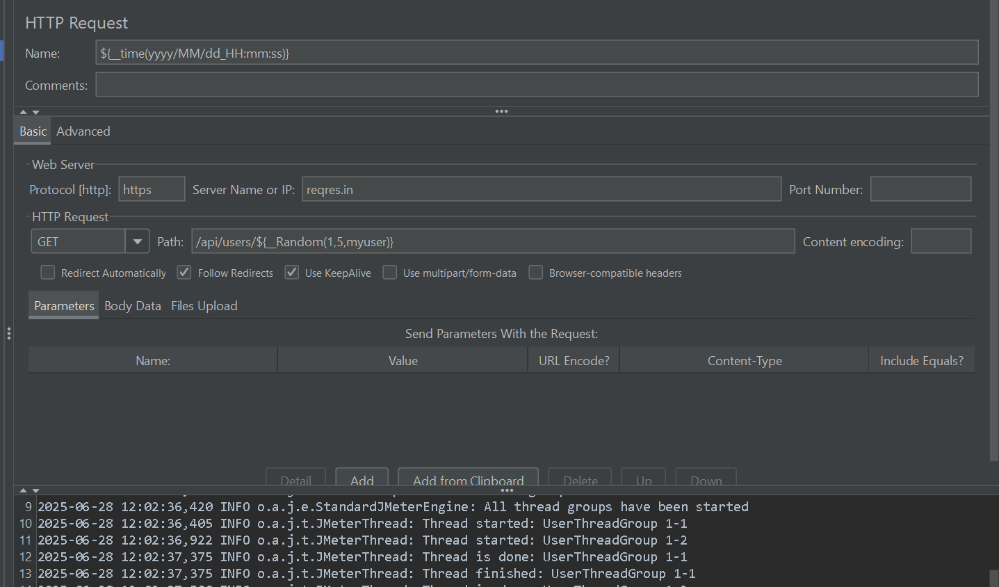 HTTP Request
Name: ${__time(yyyy/MM/dd_HH:mm:ss)}
Comments:
Basic Advanced
Web Server
Protocol [http]: https Server Name or IP: reqres.in Port Number:
HTTP Request
GET Path: /api/users/${__Random(1,5,myuser)} Content encoding:
Redirect Automatically Follow Redirects Use KeepAlive Use multipart/form-data Browser-compatible headers
Parameters Body Data Files Upload
Send Parameters With the Request:
Name: Value URL Encode? Content-Type Include Equals?
Detail Add Add from Clipboard Delete Up Down
9 2025-06-28 12:02:36,420 INFO o.a.j.e.StandardJMeterEngine: All thread groups have been started
10 2025-06-28 12:02:36,405 INFO o.a.j.t.JMeterThread: Thread started: UserThreadGroup 1-1
11 2025-06-28 12:02:36,922 INFO o.a.j.t.JMeterThread: Thread started: UserThreadGroup 1-2
12 2025-06-28 12:02:37,375 INFO o.a.j.t.JMeterThread: Thread is done: UserThreadGroup 1-1
13 2025-06-28 12:02:37,375 INFO o.a.j.t.JMeterThread: Thread finished: UserThreadGroup 1-1